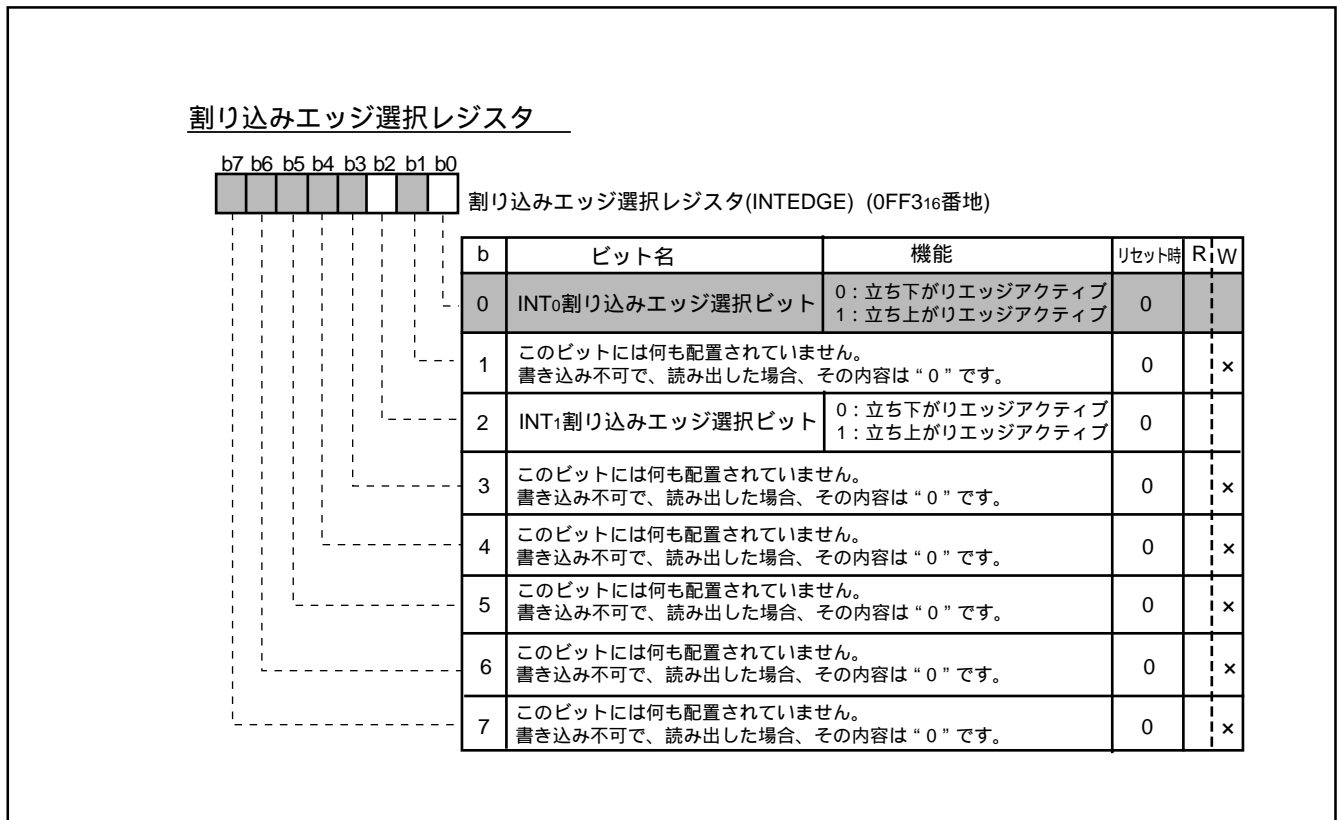 割り込みエッジ選択レジスタ
b7 b6 b5 b4 b3 b2 b1 b0
割り込みエッジ選択レジスタ(INTEDGE) (0FF316番地)
b ビット名 機能 リセット時 R W
0 INT0割り込みエッジ選択ビット 0：立ち下がりエッジアクティブ 0
1：立ち上がりエッジアクティブ
1 このビットには何も配置されていません。 0 ×
書き込み不可で、読み出した場合、その内容は“0”です。
2 INT1割り込みエッジ選択ビット 0：立ち下がりエッジアクティブ 0
1：立ち上がりエッジアクティブ
3 このビットには何も配置されていません。 0 ×
書き込み不可で、読み出した場合、その内容は“0”です。
4 このビットには何も配置されていません。 0 ×
書き込み不可で、読み出した場合、その内容は“0”です。
5 このビットには何も配置されていません。 0 ×
書き込み不可で、読み出した場合、その内容は“0”です。
6 このビットには何も配置されていません。 0 ×
書き込み不可で、読み出した場合、その内容は“0”です。
7 このビットには何も配置されていません。 0 ×
書き込み不可で、読み出した場合、その内容は“0”です。